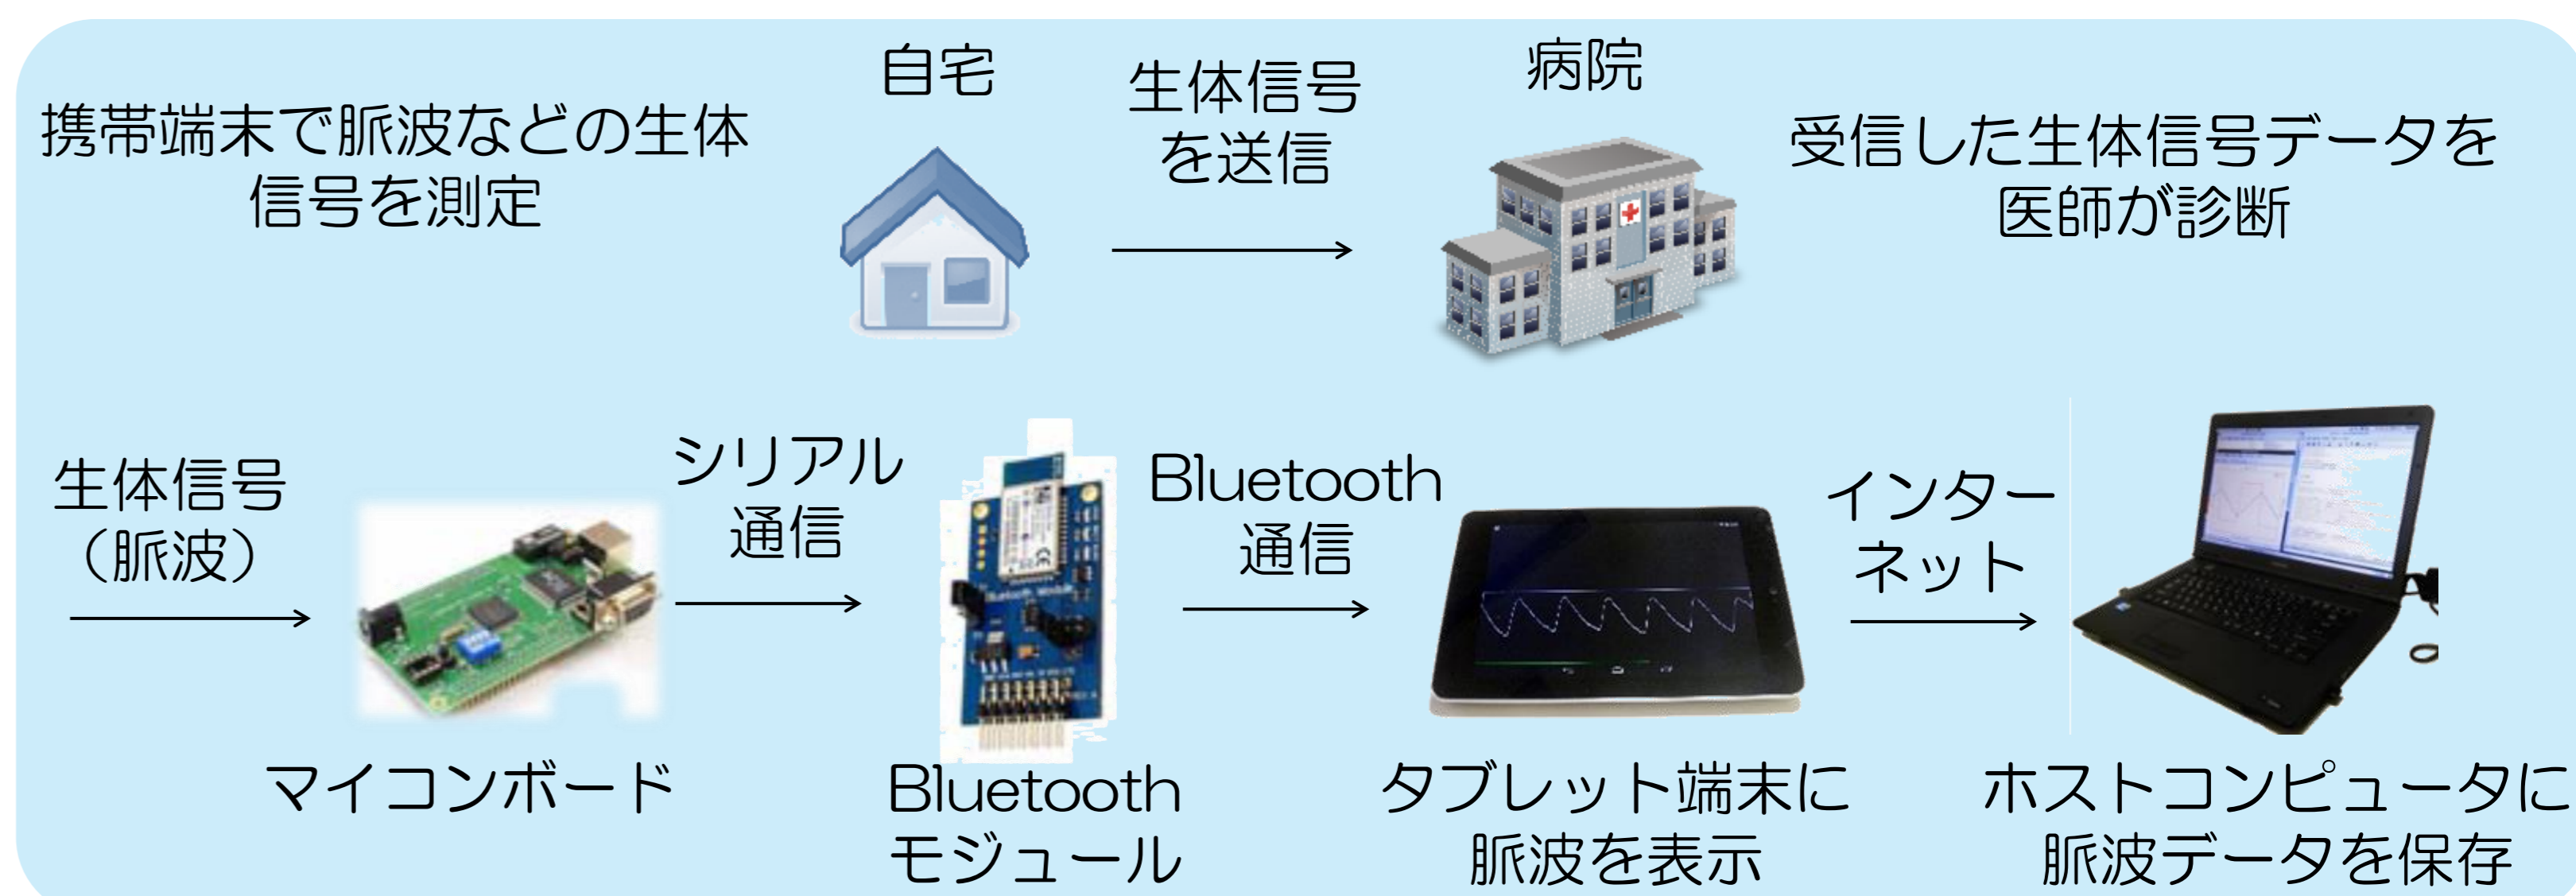 自宅
病院
生体信号
を送信
携帯端末で脈波などの生体
信号を測定
受信した生体信号データを
医師が診断
生体信号
（脈波）
シリアル
通信
Bluetooth
通信
インター
ネット
マイコンボード
Bluetooth
モジュール
タブレット端末に
脈波を表示
ホストコンピュータに
脈波データを保存